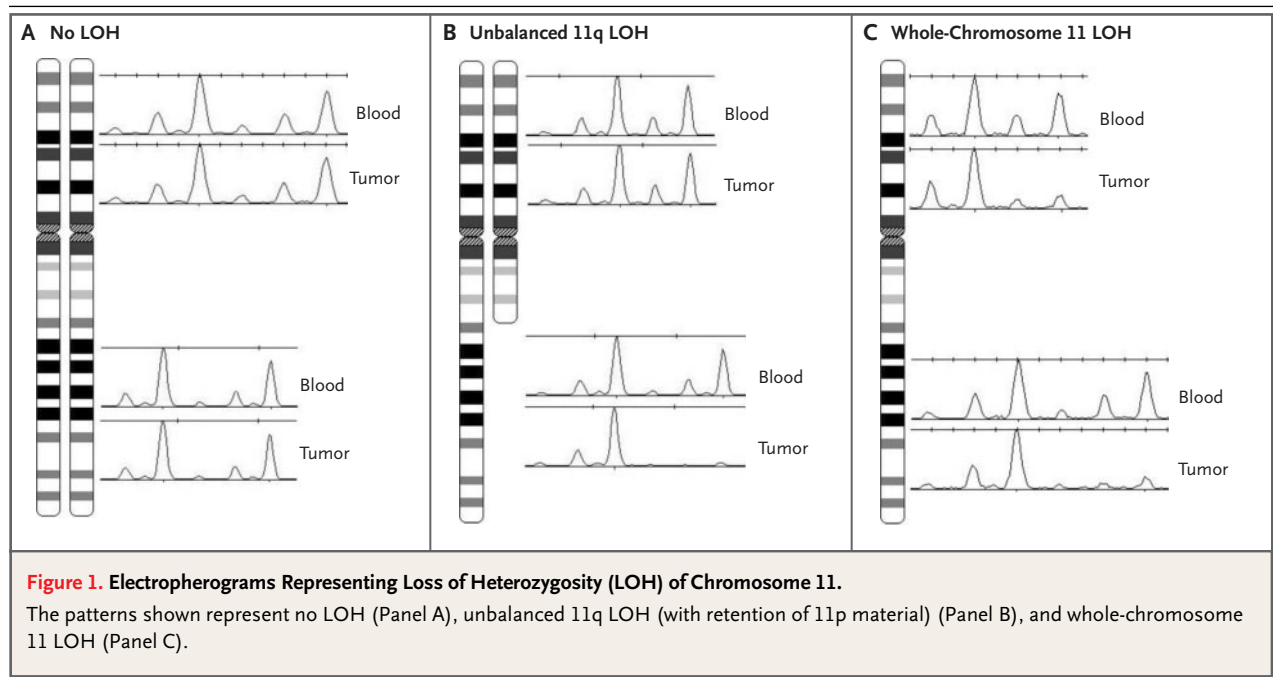 A No LOH
Blood
Tumor
Blood
Tumor
B Unbalanced 11q LOH
Blood
Tumor
Blood
Tumor
C Whole-Chromosome 11 LOH
Blood
Tumor
Blood
Tumor
Figure 1. Electropherograms Representing Loss of Heterozygosity (LOH) of Chromosome 11.
The patterns shown represent no LOH (Panel A), unbalanced 11q LOH (with retention of 11p material) (Panel B), and whole-chromosome
11 LOH (Panel C).